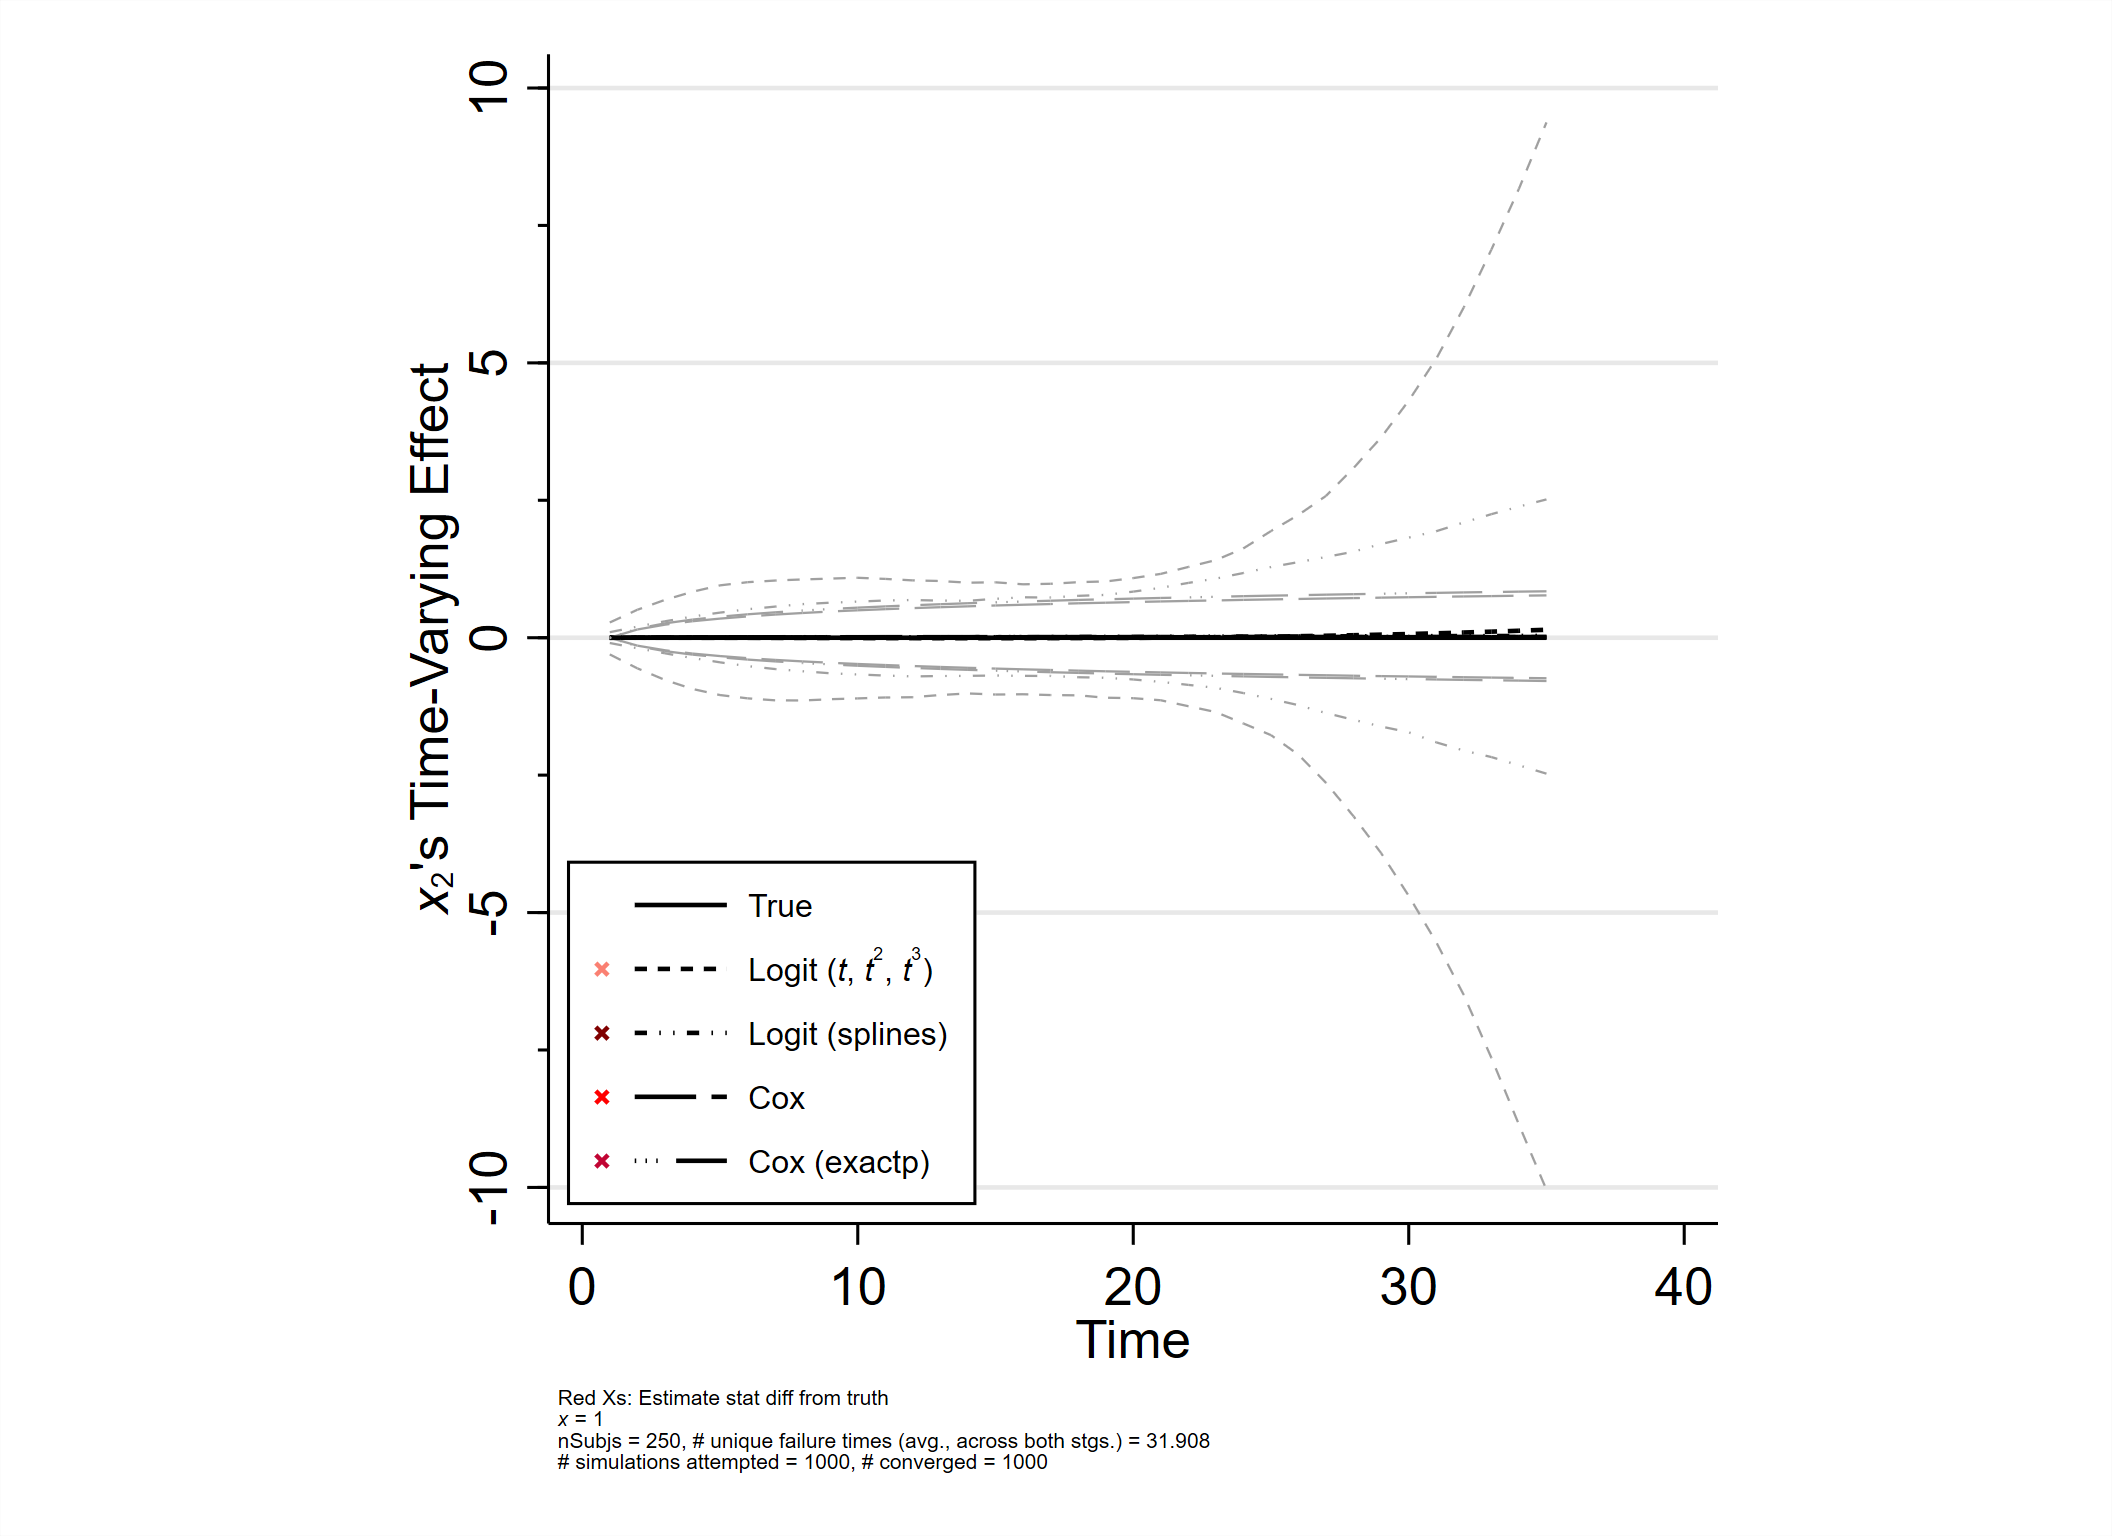 10
5
0
-5
-10
x₂'s Time-Varying Effect
True
Logit (t, t², t³)
Logit (splines)
Cox
Cox (exactp)
0 10 20 30 40
Time
Red Xs: Estimate stat diff from truth
x = 1
nSubjs = 250, # unique failure times (avg., across both stgs.) = 31.908
# simulations attempted = 1000, # converged = 1000